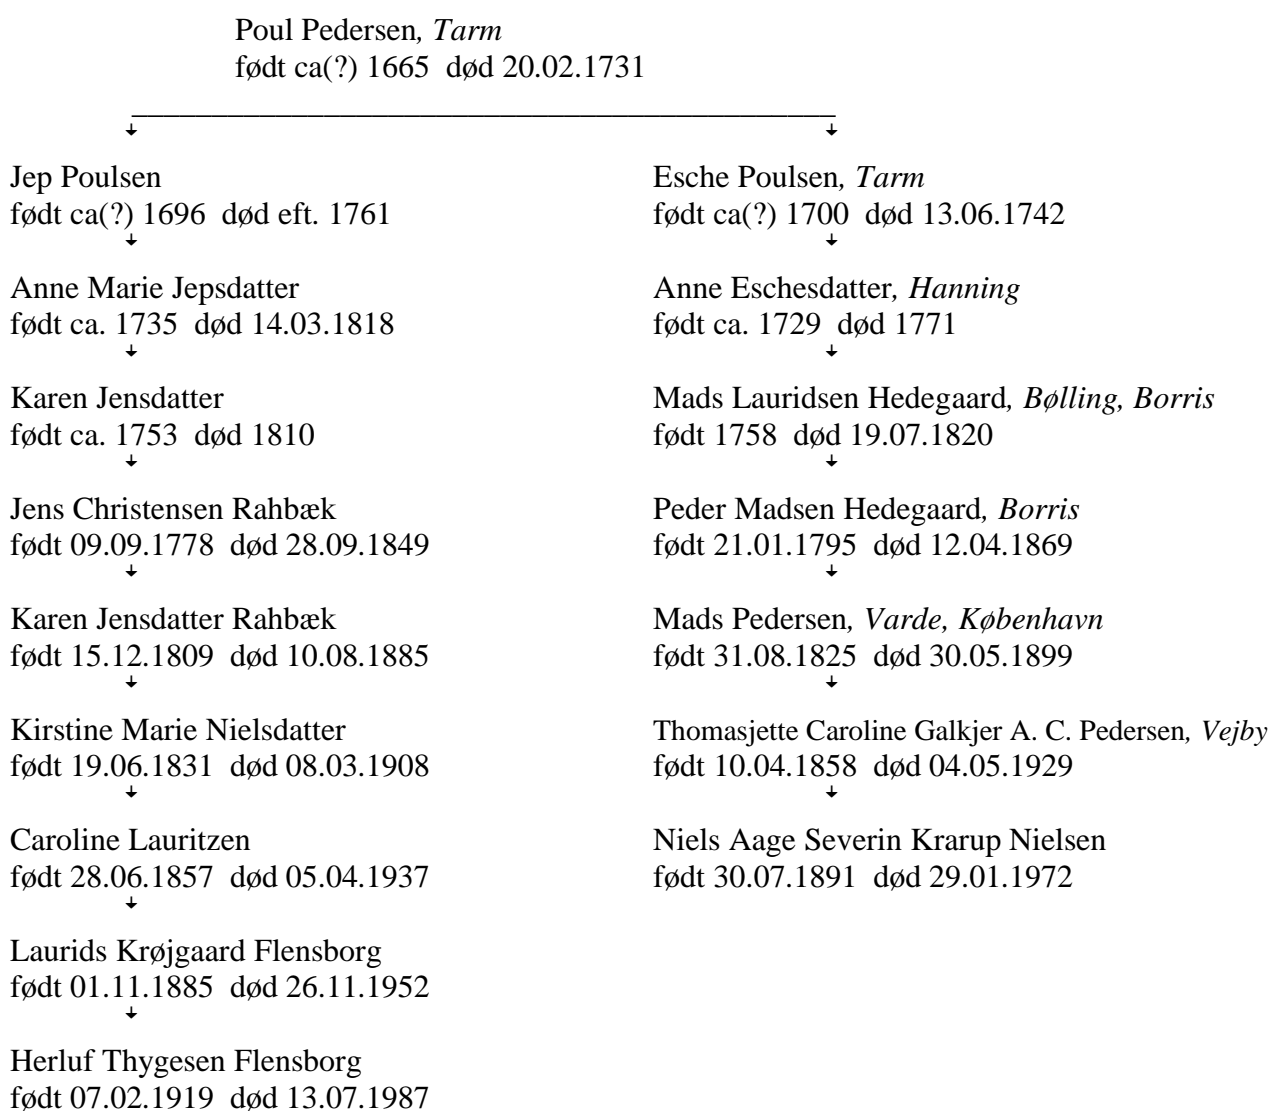 Poul Pedersen, Tarm
født ca(?) 1665 død 20.02.1731
Jep Poulsen
født ca(?) 1696 død eft. 1761
Esche Poulsen, Tarm
født ca(?) 1700 død 13.06.1742
Anne Marie Jepsdatter
født ca. 1735 død 14.03.1818
Anne Eschesdatter, Hanning
født ca. 1729 død 1771
Karen Jensdatter
født ca. 1753 død 1810
Mads Lauridsen Hedegaard, Bølling, Borris
født 1758 død 19.07.1820
Jens Christensen Rahbæk
født 09.09.1778 død 28.09.1849
Peder Madsen Hedegaard, Borris
født 21.01.1795 død 12.04.1869
Karen Jensdatter Rahbæk
født 15.12.1809 død 10.08.1885
Mads Pedersen, Varde, København
født 31.08.1825 død 30.05.1899
Kirstine Marie Nielsdatter
født 19.06.1831 død 08.03.1908
Thomasjette Caroline Galkjer A. C. Pedersen, Vejby
født 10.04.1858 død 04.05.1929
Caroline Lauritzen
født 28.06.1857 død 05.04.1937
Niels Aage Severin Krarup Nielsen
født 30.07.1891 død 29.01.1972
Laurids Krøjgaard Flensborg
født 01.11.1885 død 26.11.1952
Herluf Thygesen Flensborg
født 07.02.1919 død 13.07.1987